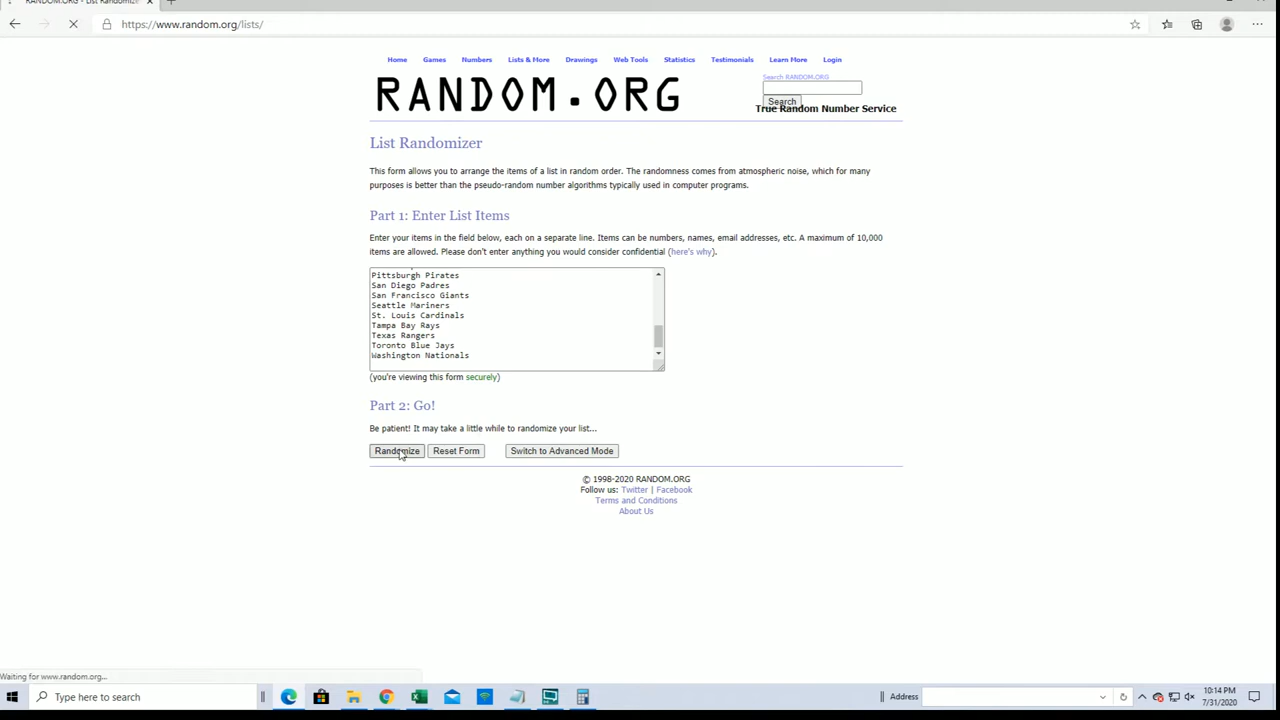 RANDOM.ORG - List Randomiz
https://www.random.org/lists/
Home Games Numbers Lists & More Drawings Web Tools Statistics Testimonials Learn More Login
RANDOM.ORG
Search RANDOM.ORG
Search
True Random Number Service
List Randomizer
This form allows you to arrange the items of a list in random order. The randomness comes from atmospheric noise, which for many
purposes is better than the pseudo-random number algorithms typically used in computer programs.
Part 1: Enter List Items
Enter your items in the field below, each on a separate line. Items can be numbers, names, email addresses, etc. A maximum of 10,000
items are allowed. Please don't enter anything you would consider confidential (here's why).
Pittsburgh Pirates
San Diego Padres
San Francisco Giants
Seattle Mariners
St. Louis Cardinals
Tampa Bay Rays
Texas Rangers
Toronto Blue Jays
Washington Nationals
(you're viewing this form securely)
Part 2: Go!
Be patient! It may take a little while to randomize your list...
Randomize Reset Form Switch to Advanced Mode
© 1998-2020 RANDOM.ORG
Follow us: Twitter | Facebook
Terms and Conditions
About Us
Waiting for www.random.org...
Type here to search
Address
10:14 PM
7/31/2020